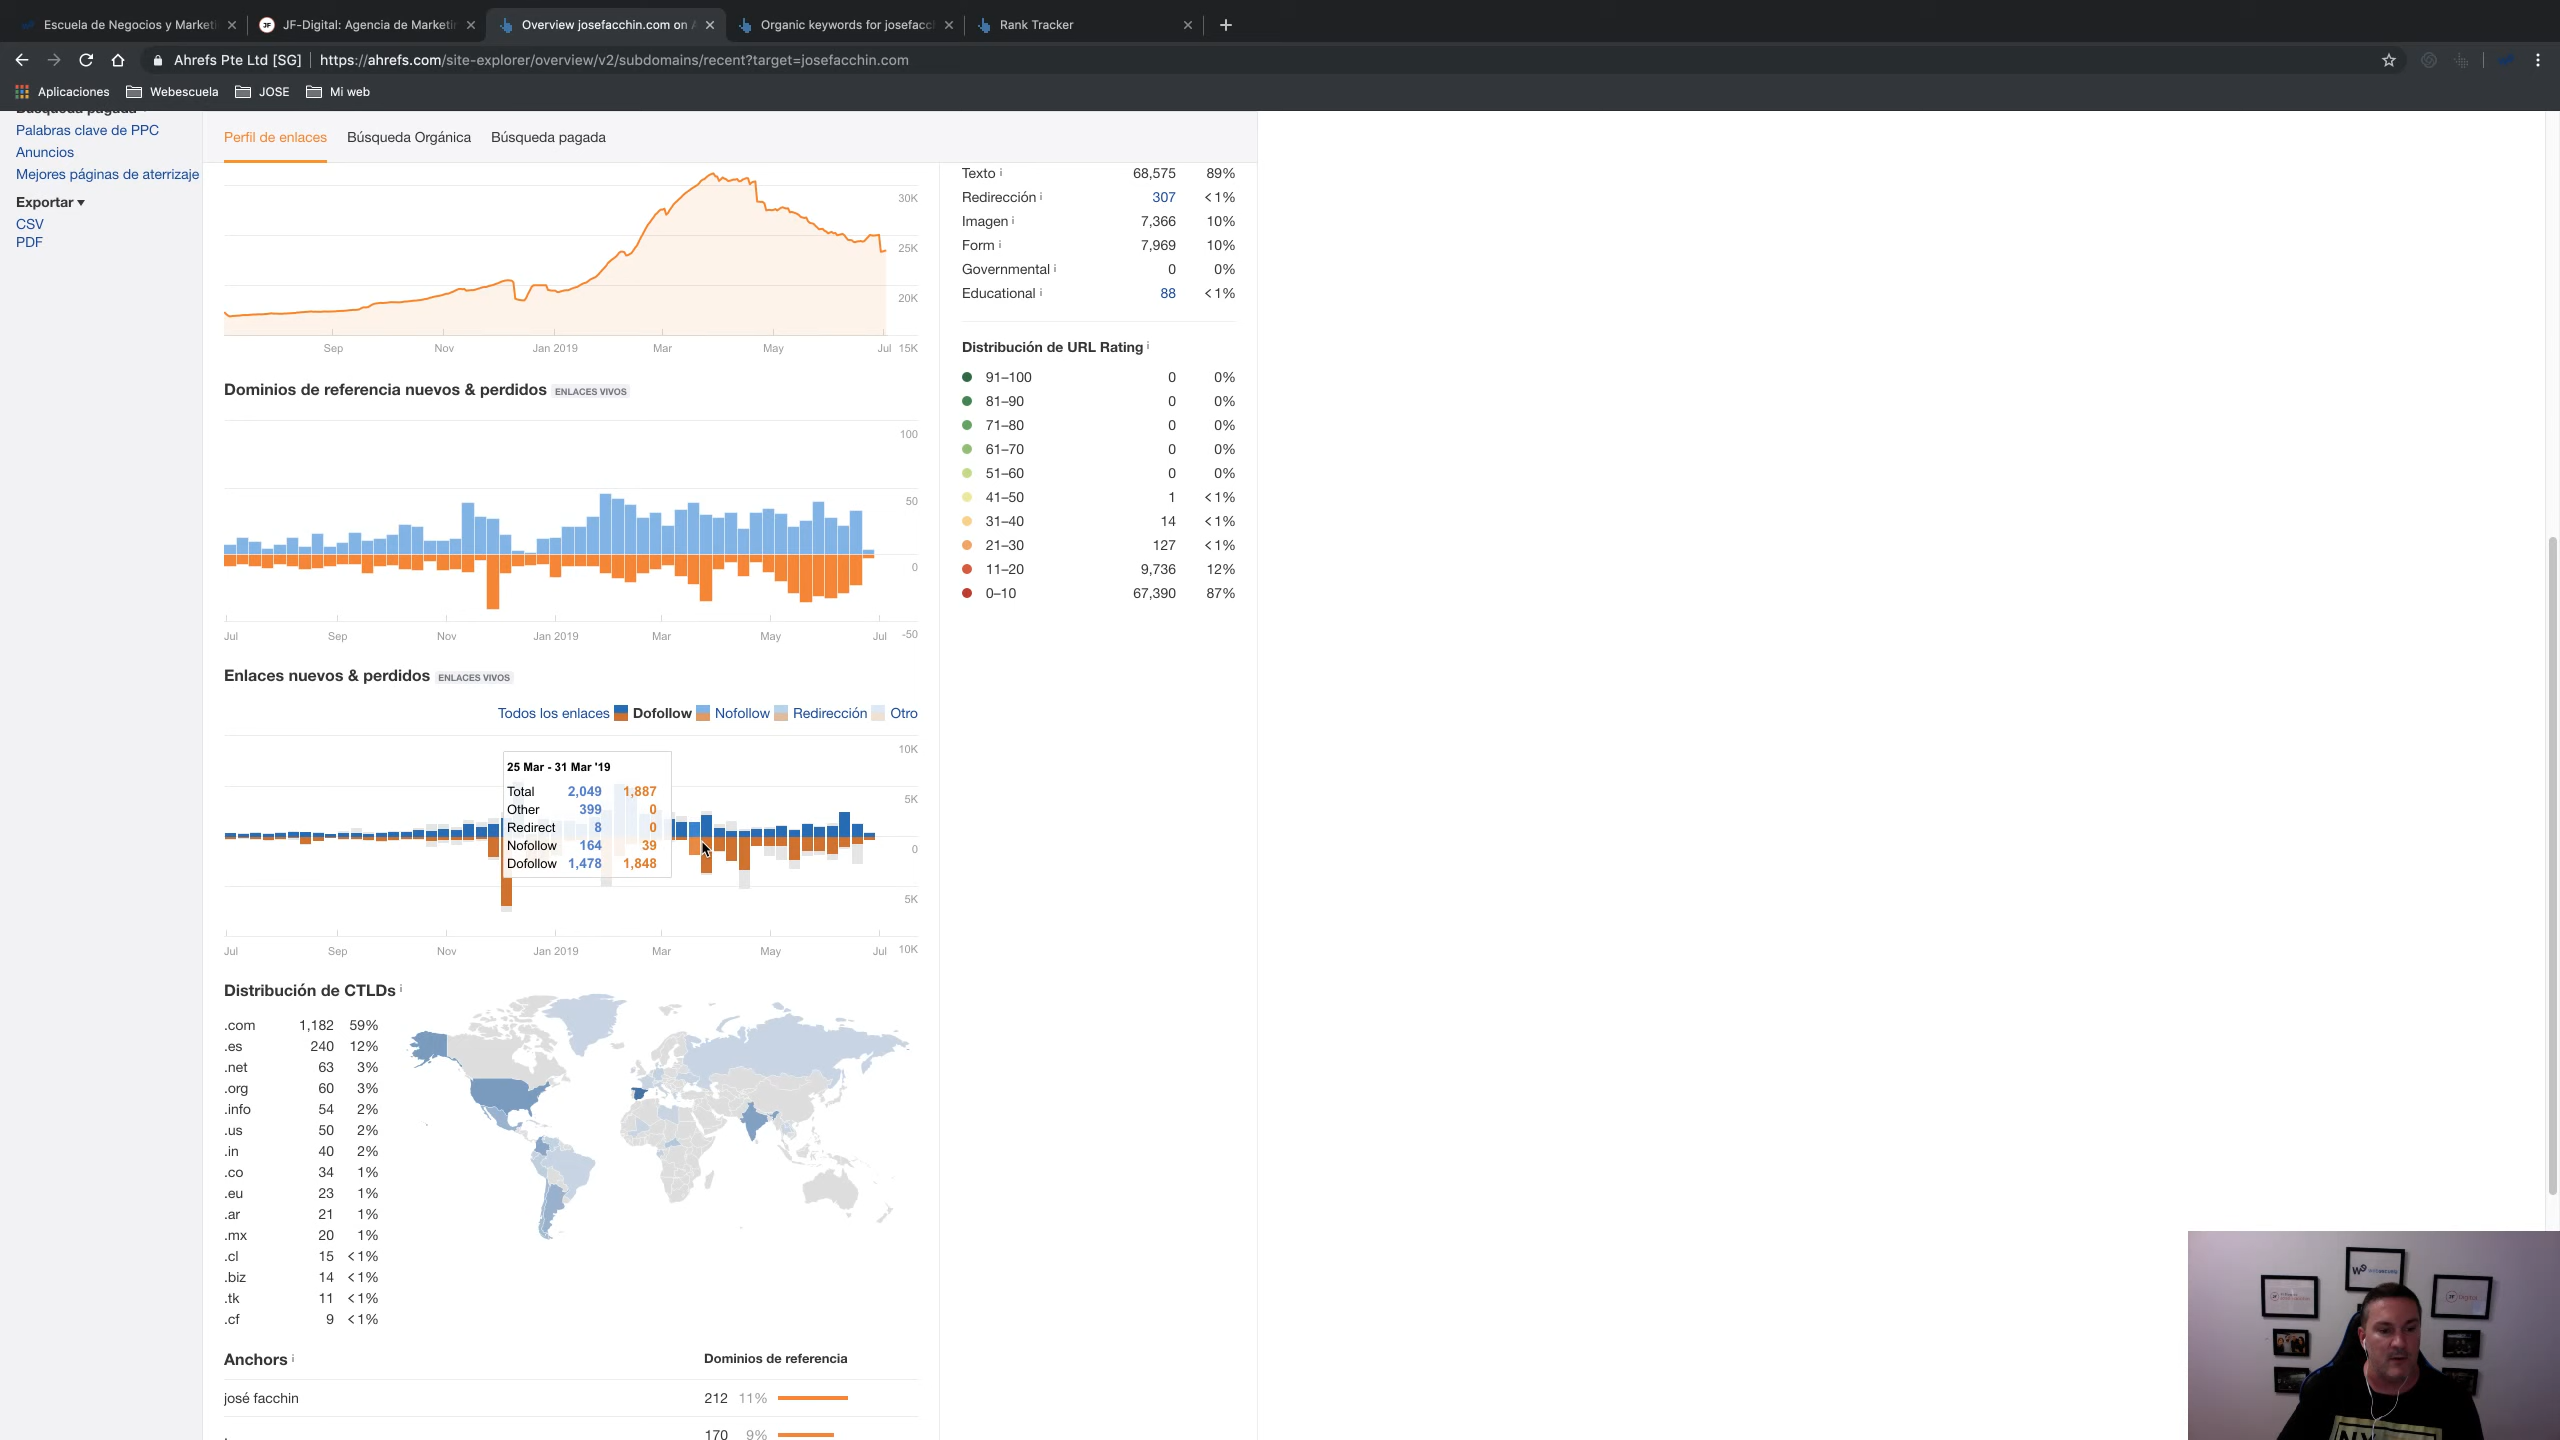 Escuela de Negocios y Marketi
JF-Digital: Agencia de Marketin
Overview josefacchin.com on A
Organic keywords for josefacch
Rank Tracker
Ahrefs Pte Ltd [SG]
https://ahrefs.com/site-explorer/overview/v2/subdomains/recent?target=josefacchin.com
Aplicaciones
Webescuela
JOSE
Mi web
Búsqueda pagada
Palabras clave de PPC
Anuncios
Mejores páginas de aterrizaje
Exportar
CSV
PDF
Perfil de enlaces
Búsqueda Orgánica
Búsqueda pagada
30K
25K
20K
Sep Nov Jan 2019 Mar May Jul 15K
Dominios de referencia nuevos & perdidos ENLACES VIVOS
100
50
0
-50
Jul Sep Nov Jan 2019 Mar May Jul
Enlaces nuevos & perdidos ENLACES VIVOS
Todos los enlaces Dofollow Nofollow Redirección Otro
10K
5K
0
5K
10K
25 Mar - 31 Mar '19
Total 2,049 1,887
Other 399 0
Redirect 8 0
Nofollow 164 39
Dofollow 1,478 1,848
Jul Sep Nov Jan 2019 Mar May Jul
Distribución de CTLDs i
.com 1,182 59%
.es 240 12%
.net 63 3%
.org 60 3%
.info 54 2%
.us 50 2%
.in 40 2%
.co 34 1%
.eu 23 1%
.ar 21 1%
.mx 20 1%
.cl 15 <1%
.biz 14 <1%
.tk 11 <1%
.cf 9 <1%
Anchors i Dominios de referencia
josé facchin 212 11%
170 9%
Texto i 68,575 89%
Redirección i 307 <1%
Imagen i 7,366 10%
Form i 7,969 10%
Governmental i 0 0%
Educational i 88 <1%
Distribución de URL Rating i
91–100 0 0%
81–90 0 0%
71–80 0 0%
61–70 0 0%
51–60 0 0%
41–50 1 <1%
31–40 14 <1%
21–30 127 <1%
11–20 9,736 12%
0–10 67,390 87%